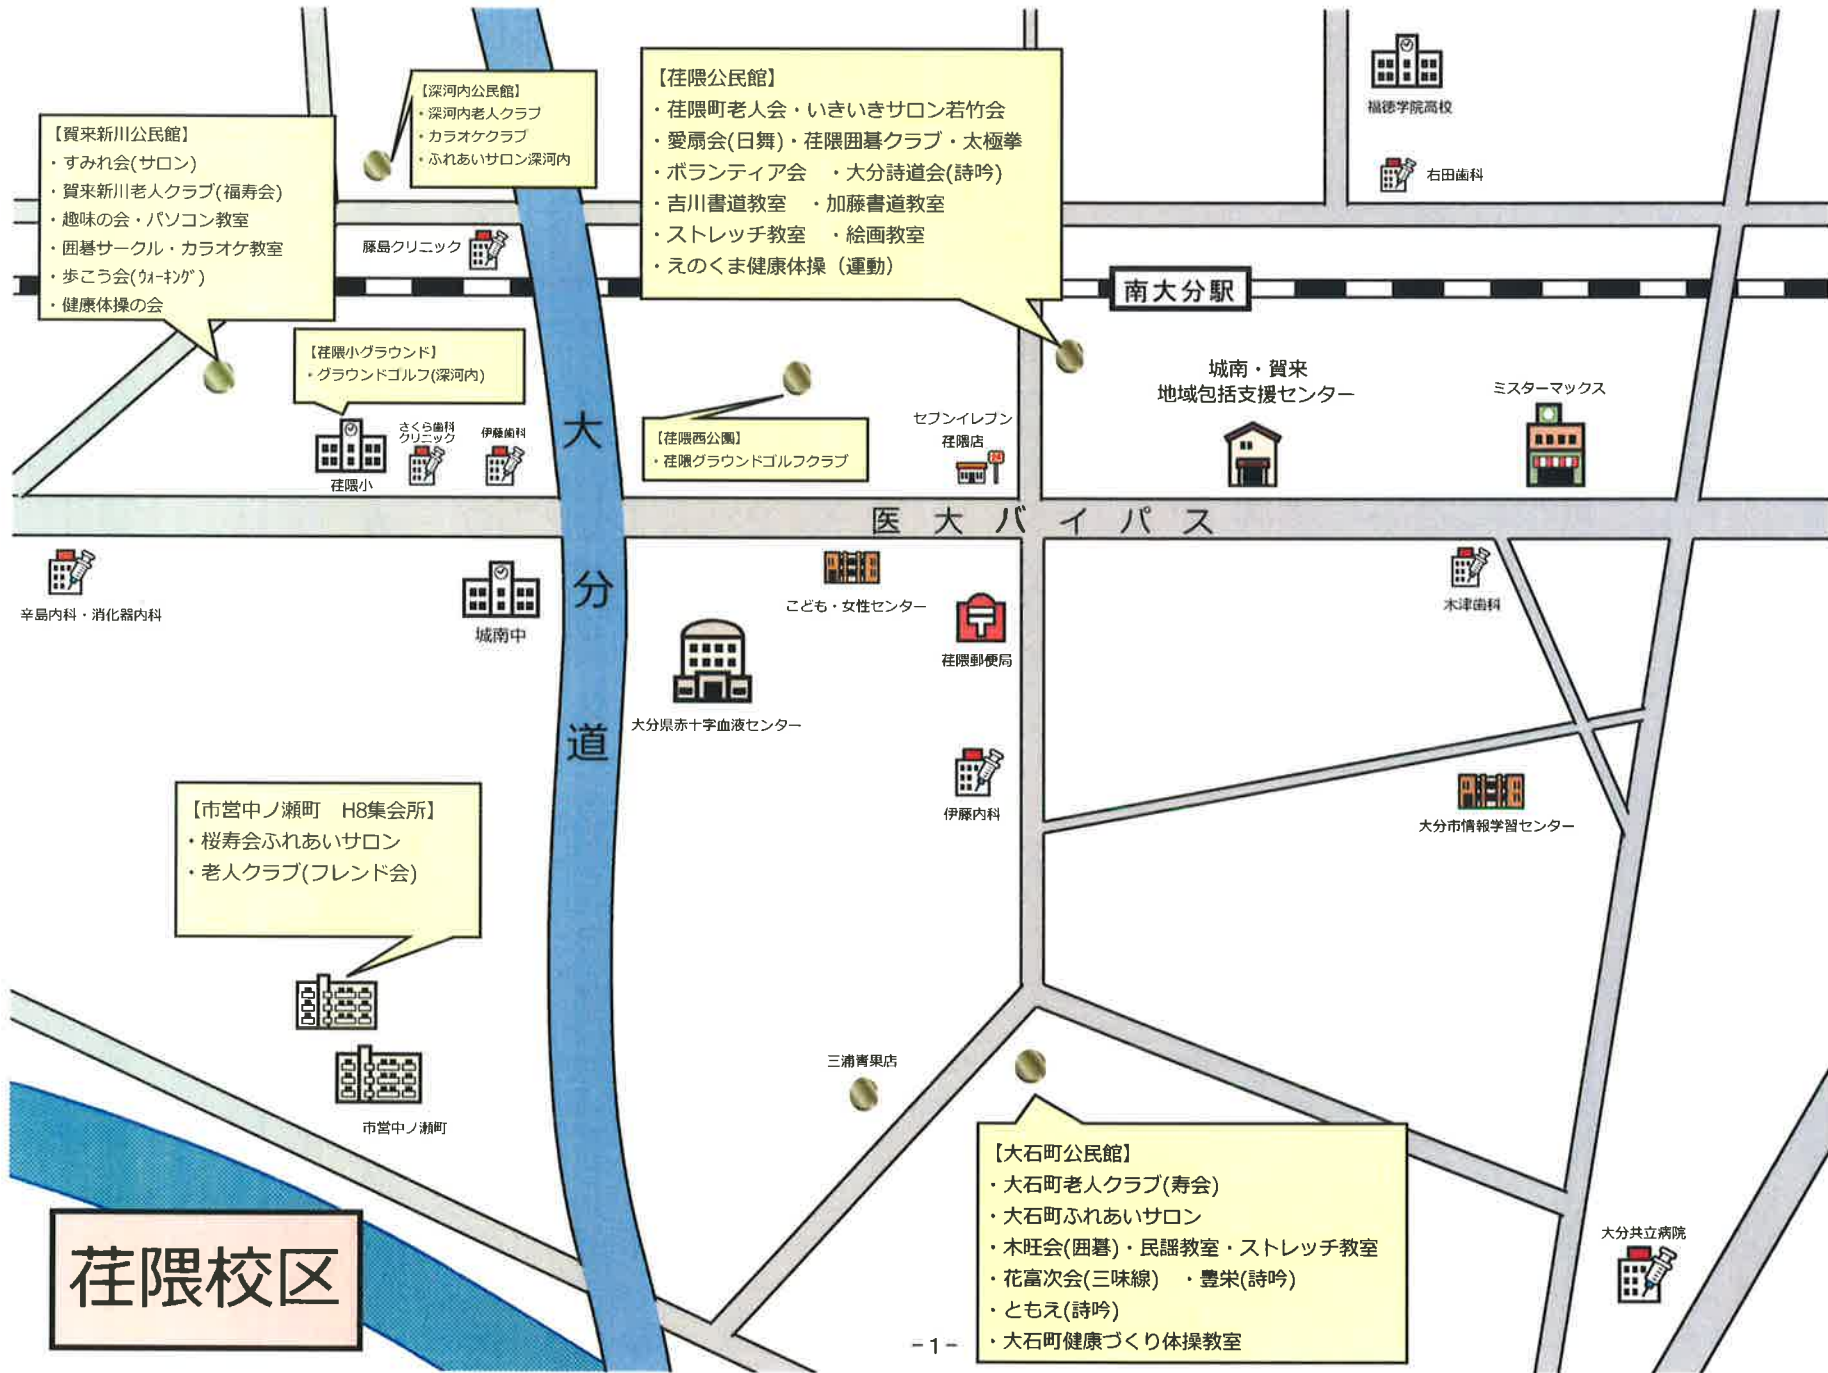 福徳学院高校
右田歯科
【深河内公民館】
・深河内老人クラブ
・カラオケクラブ
・ふれあいサロン深河内
【荏隈公民館】
・荏隈町老人会・いきいきサロン若竹会
・愛扇会(日舞)・荏隈囲碁クラブ・太極拳
・ボランティア会　・大分詩道会(詩吟)
・吉川書道教室　・加藤書道教室
・ストレッチ教室　・絵画教室
・えのくま健康体操（運動）
【賀来新川公民館】
・すみれ会(サロン)
・賀来新川老人クラブ(福寿会)
・趣味の会・パソコン教室
・囲碁サークル・カラオケ教室
・歩こう会(ｳｫｰｷﾝｸﾞ)
・健康体操の会
藤島クリニック
南大分駅
【荏隈小グラウンド】
・グラウンドゴルフ(深河内)
荏隈小
さくら歯科
クリニック
伊藤歯科
【荏隈西公園】
・荏隈グラウンドゴルフクラブ
セブンイレブン
荏隈店
城南・賀来
地域包括支援センター
ミスターマックス
大分道
医大バイパス
辛島内科・消化器内科
城南中
大分県赤十字血液センター
こども・女性センター
荏隈郵便局
木津歯科
伊藤内科
大分市情報学習センター
【市営中ノ瀬町　H8集会所】
・桜寿会ふれあいサロン
・老人クラブ(フレンド会)
市営中ノ瀬町
三浦青果店
【大石町公民館】
・大石町老人クラブ(寿会)
・大石町ふれあいサロン
・木旺会(囲碁)・民謡教室・ストレッチ教室
・花富次会(三味線)　・豊栄(詩吟)
・ともえ(詩吟)
・大石町健康づくり体操教室
大分共立病院
荏隈校区
-1-